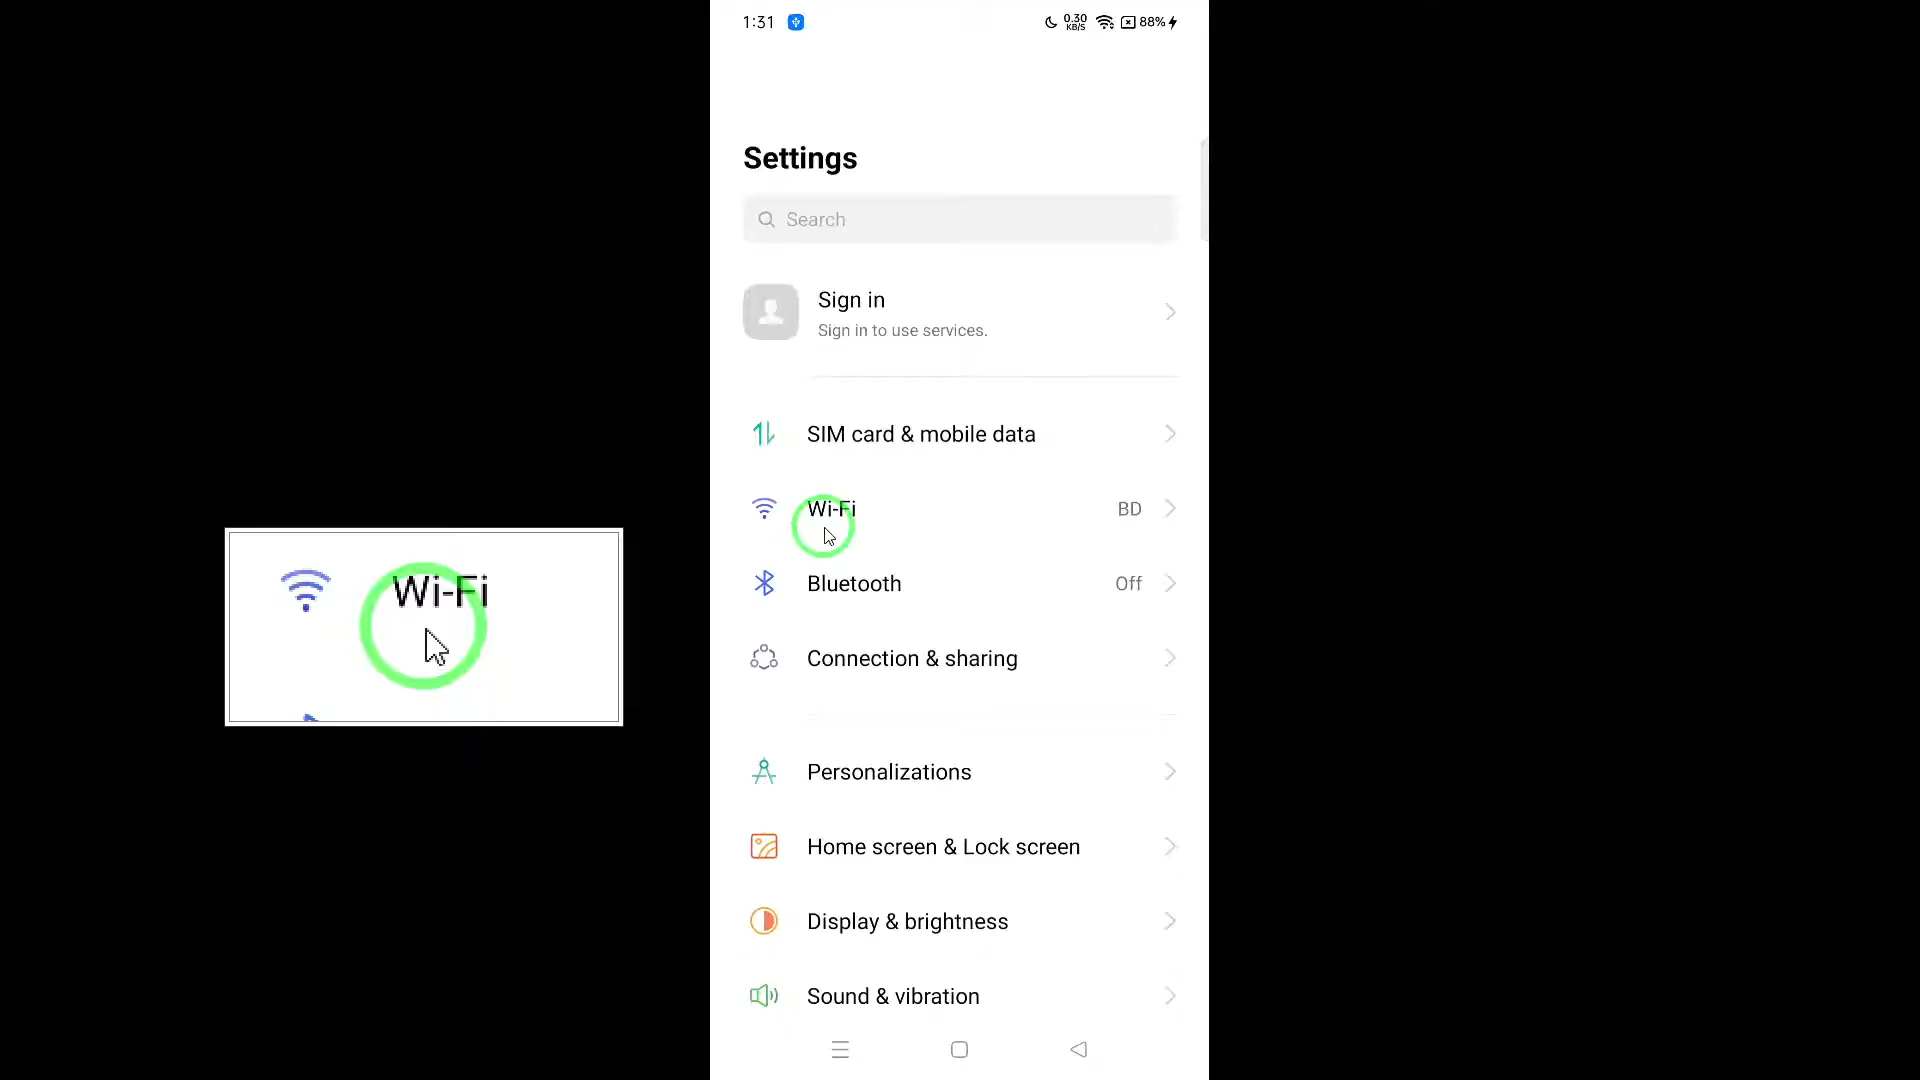 1:31
0.30
KB/S
88%
Settings
Search
Sign in
Sign in to use services.
SIM card & mobile data
Wi-Fi BD
Bluetooth Off
Connection & sharing
Personalizations
Home screen & Lock screen
Display & brightness
Sound & vibration
Wi-Fi